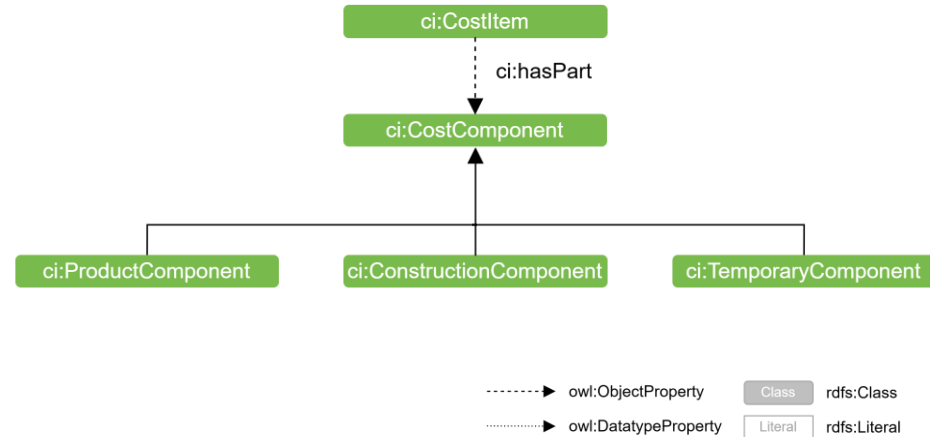 ci:CostItem
ci:hasPart
ci:CostComponent
ci:ProductComponent
ci:ConstructionComponent
ci:TemporaryComponent
owl:ObjectProperty
Class
rdfs:Class
owl:DatatypeProperty
Literal
rdfs:Literal